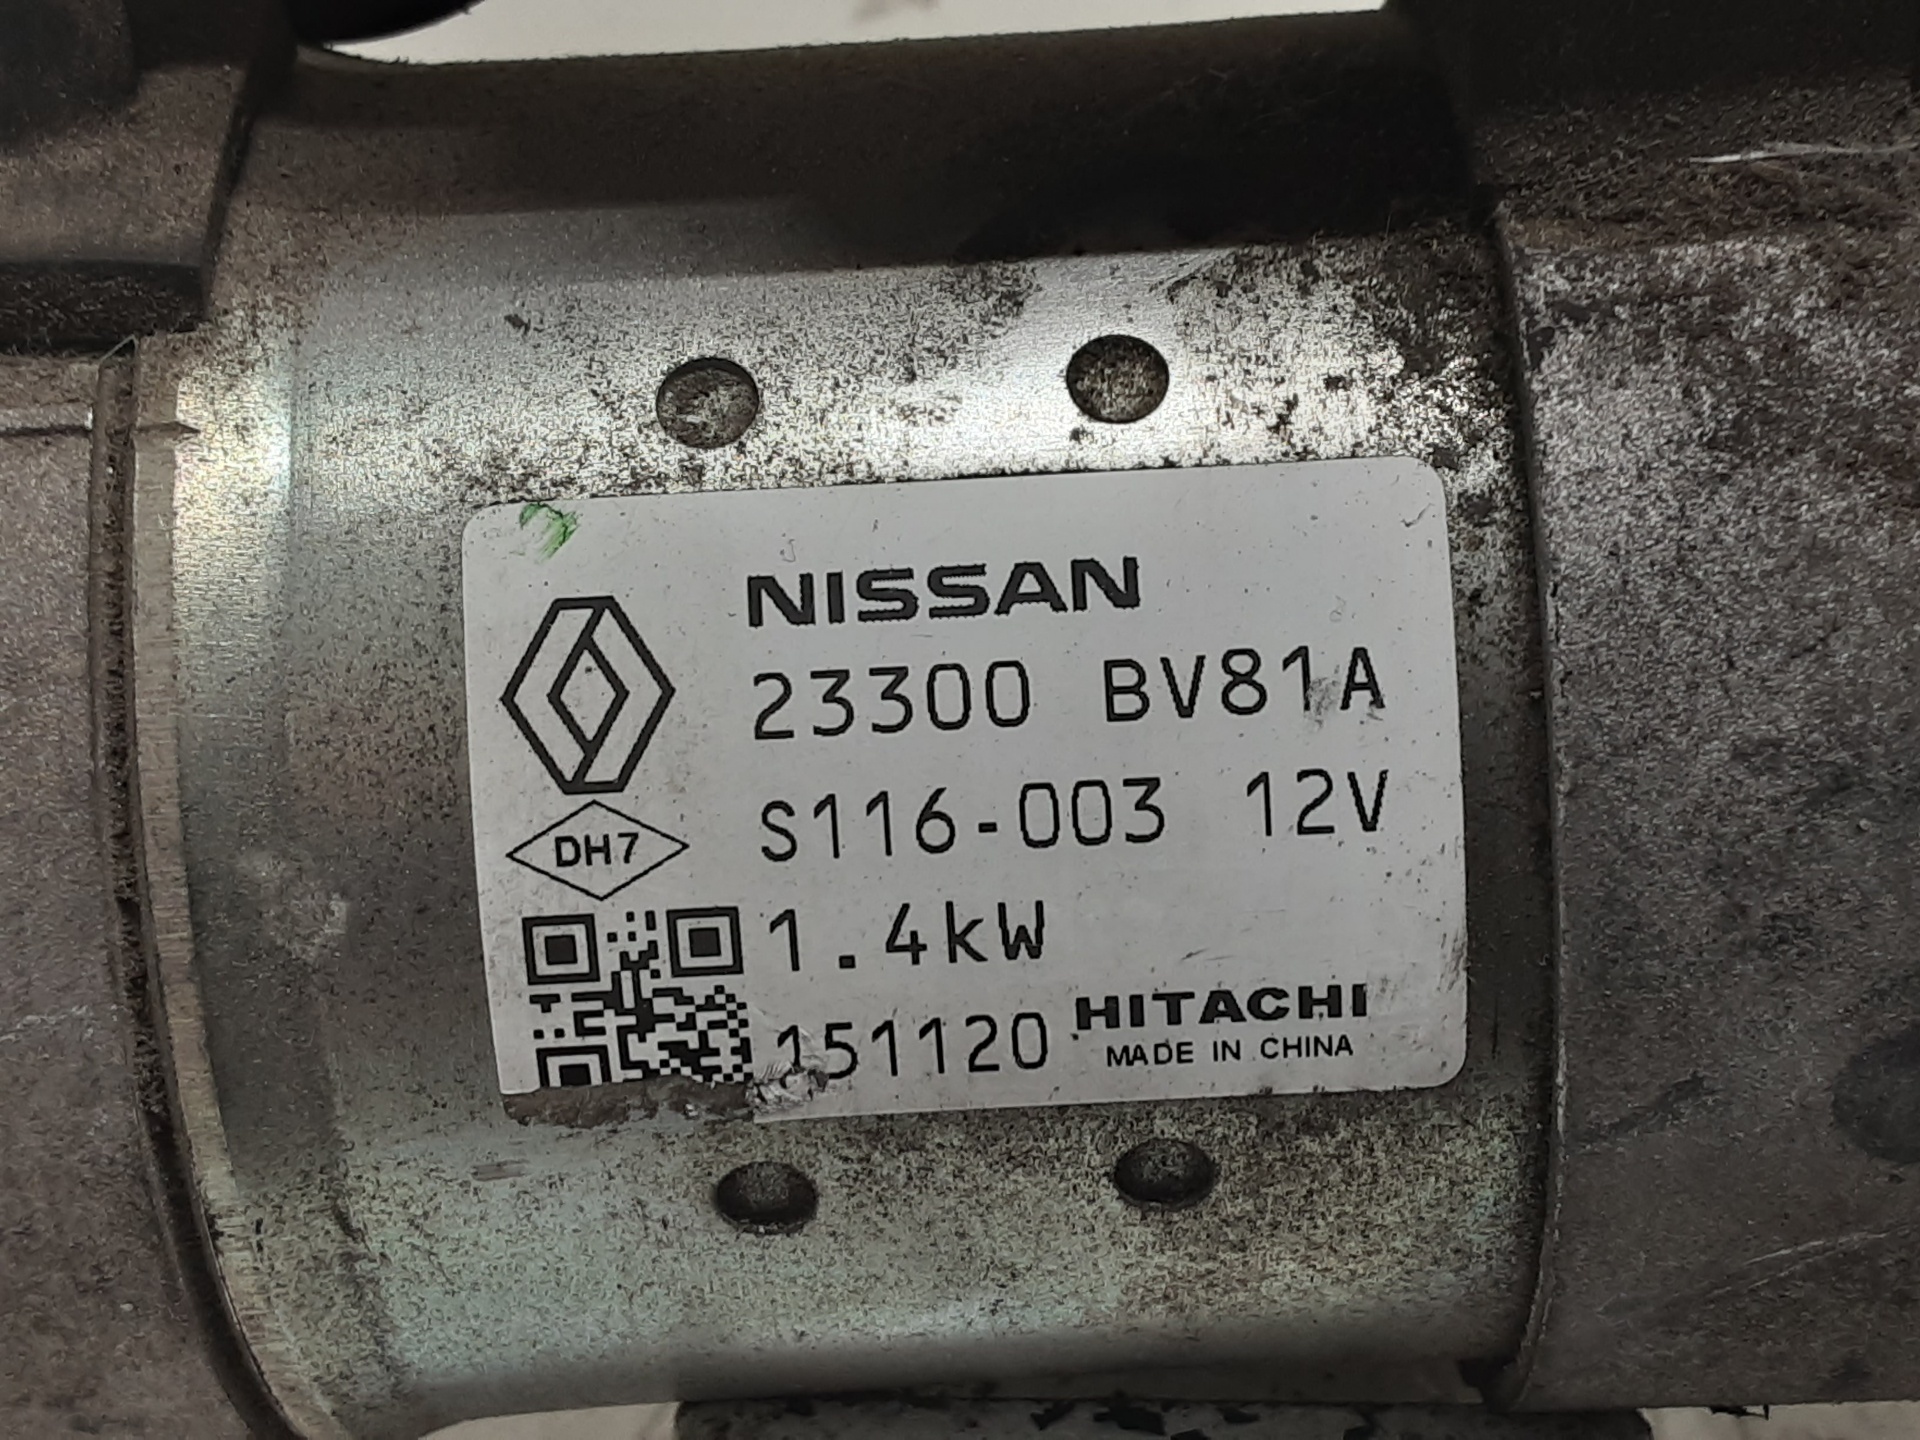 NISSAN
23300 BV81A
S116-003 12V
DH7
1.4kW
151120 HITACHI
MADE IN CHINA